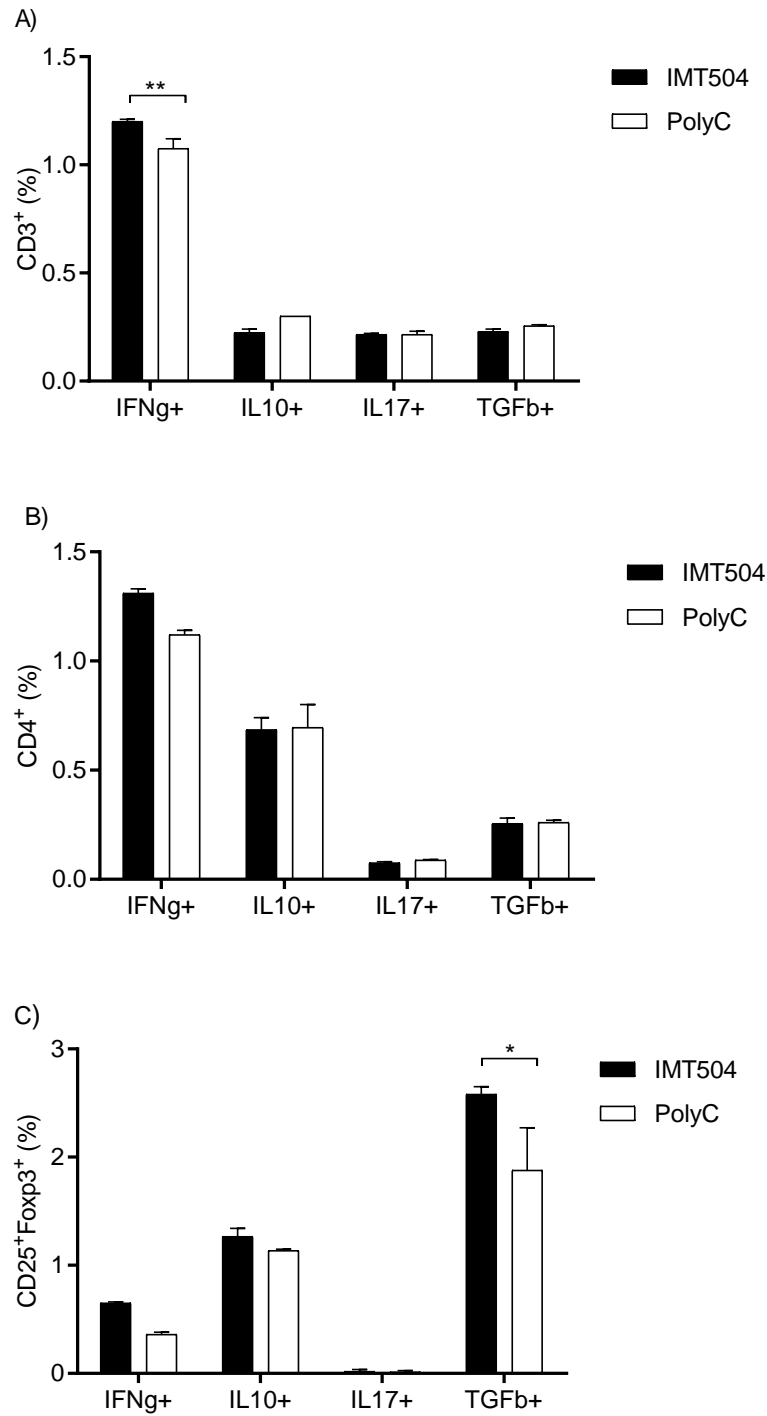 A)
1.5
1.0
0.5
0.0
CD3+ (%)
**
IMT504
PolyC
IFNg+ IL10+ IL17+ TGFb+
B)
1.5
1.0
0.5
0.0
CD4+ (%)
IMT504
PolyC
IFNg+ IL10+ IL17+ TGFb+
C)
3
2
1
0
CD25+Foxp3+ (%)
*
IMT504
PolyC
IFNg+ IL10+ IL17+ TGFb+